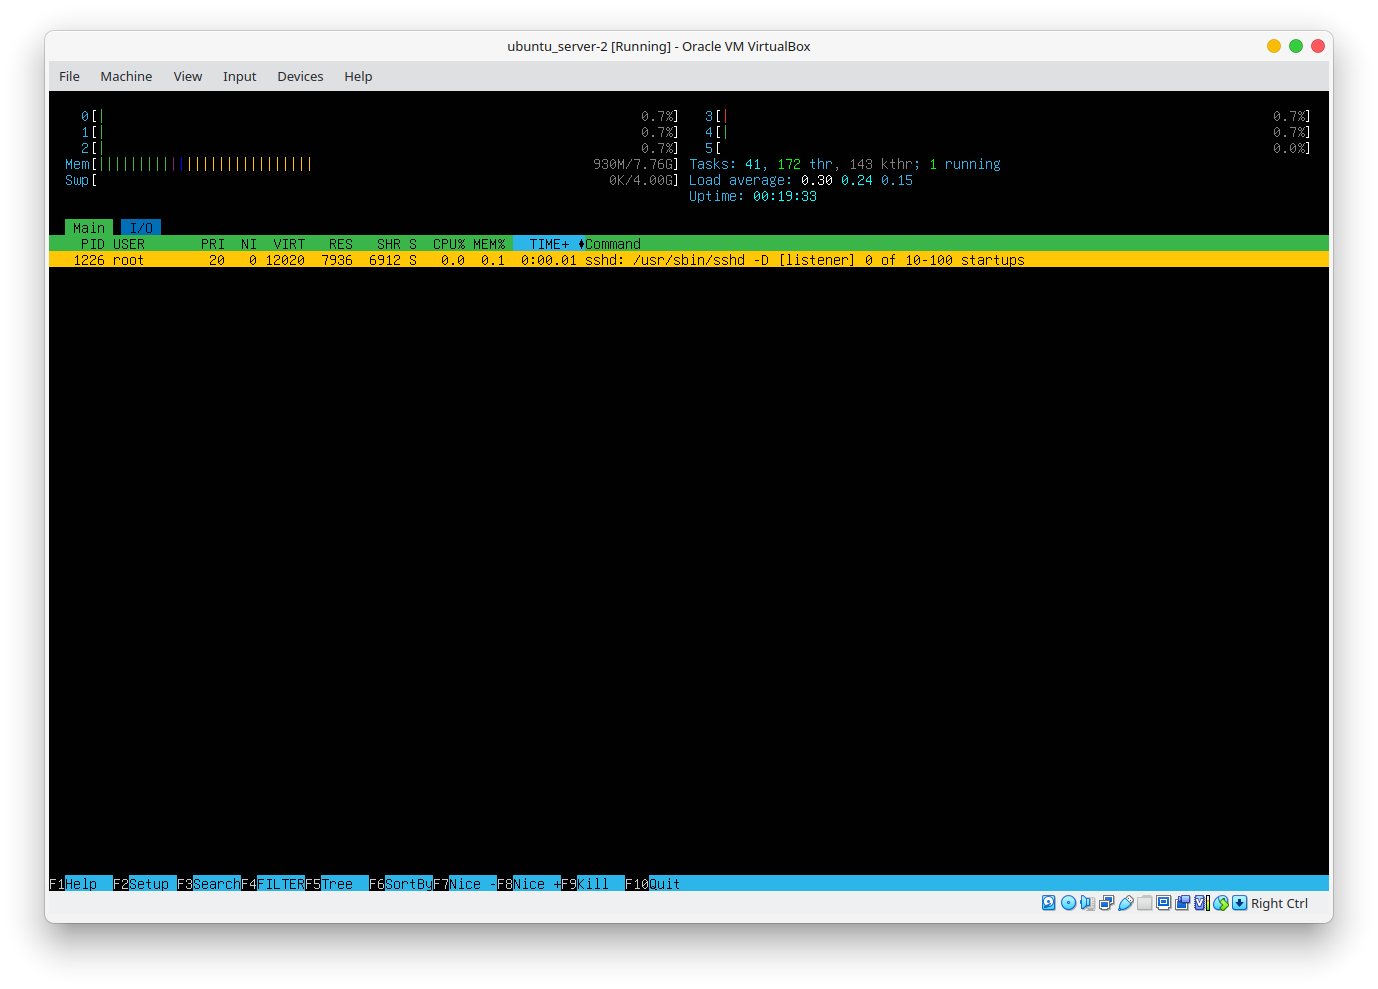 ubuntu_server-2 [Running] - Oracle VM VirtualBox
File Machine View Input Devices Help
0[| 0.7%] 3[| 0.7%]
1[| 0.7%] 4[| 0.7%]
2[| 0.7%] 5[ 0.0%]
Mem[||||||||||||||||||||||||||| 930M/7.76G] Tasks: 41, 172 thr, 143 kthr; 1 running
Swp[ 0K/4.00G] Load average: 0.30 0.24 0.15
Uptime: 00:19:33
Main I/O
PID USER PRI NI VIRT RES SHR S CPU% MEM% TIME+ ♦Command
1226 root 20 0 12020 7936 6912 S 0.0 0.1 0:00.01 sshd: /usr/sbin/sshd -D [listener] 0 of 10-100 startups
F1Help F2Setup F3SearchF4FILTERF5Tree F6SortByF7Nice -F8Nice +F9Kill F10Quit
Right Ctrl